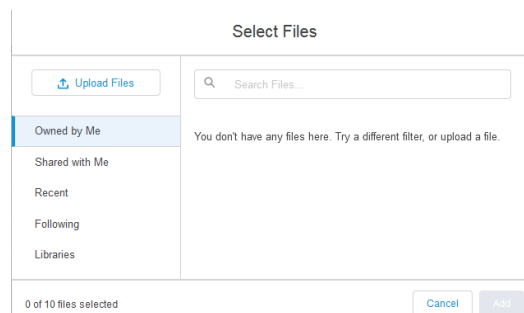 Select Files
Upload Files
Search Files...
Owned by Me
You don't have any files here. Try a different filter, or upload a file.
Shared with Me
Recent
Following
Libraries
0 of 10 files selected
Cancel
Add